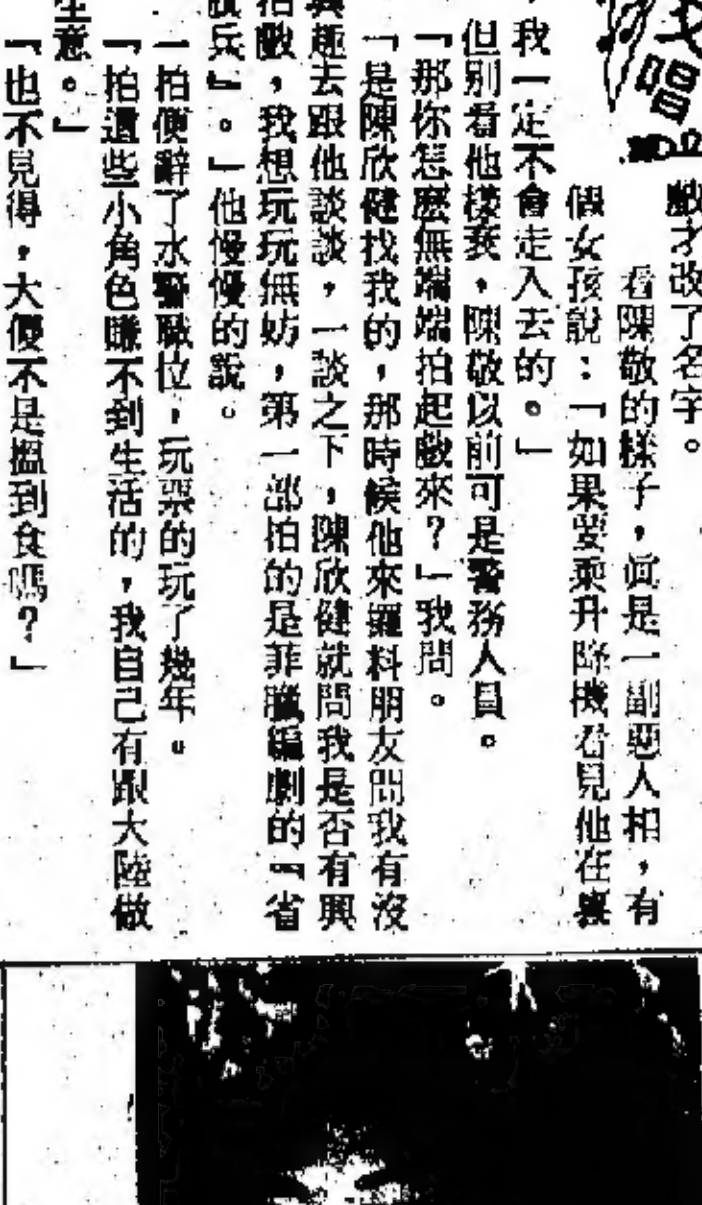 我唱
戲才改了名字。
看陳敬的樣子,眞是一副惡人相,有
個女孩說:「如果要乘升降機看見他在裏
,我一定不會走入去的。」
但別看他樣衰,陳敬以前可是警務人員。
「那你怎麼無端端拍起戲來?」我問。
「是陳欣健找我的,那時候他來攞料朋友問我有沒
興趣去跟他談談,一談之下,陳欣健就問我是否有興
拍戲,我想玩玩無妨,第一部拍的是菲臘編劇的『省
旗兵』。」他慢慢的說。
一拍便辭了水警職位,玩票的玩了幾年。
「拍這些小角色賺不到生活的,我自己有跟大陸做
生意。」
「也不見得,大傻不是搵到食嗎?」